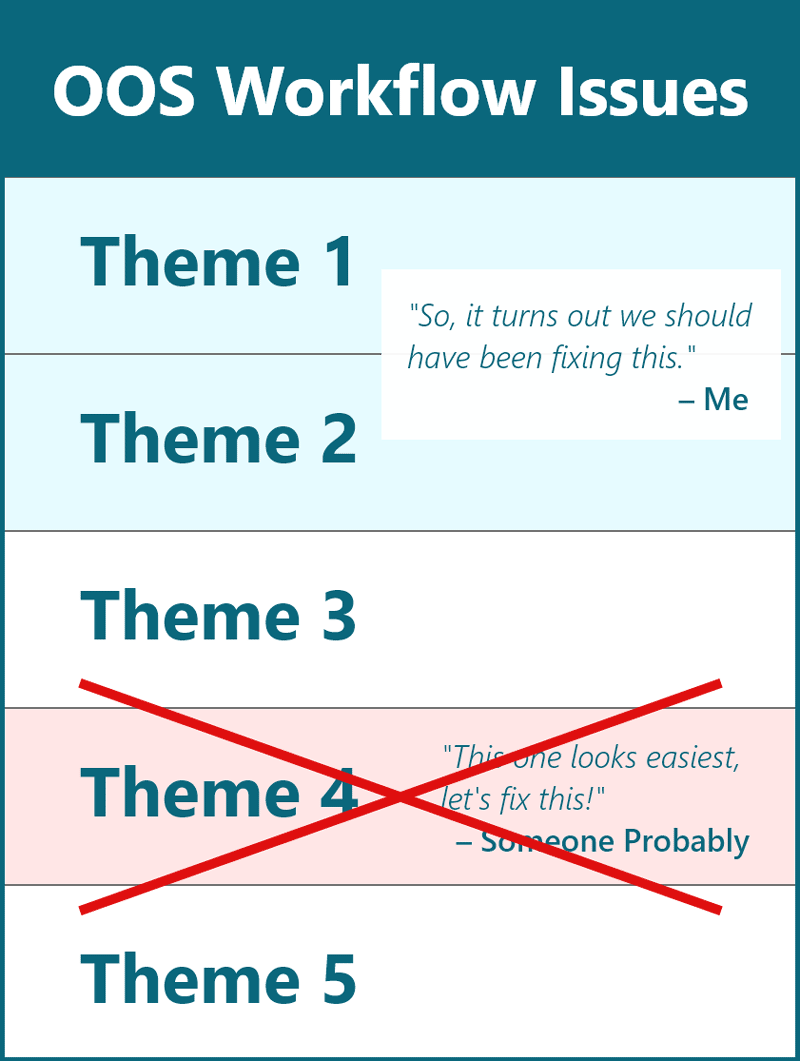 OOS Workflow Issues
Theme 1
"So, it turns out we should
have been fixing this."
– Me
Theme 2
Theme 3
Theme 4
"This one looks easiest,
let's fix this!"
– Someone Probably
Theme 5